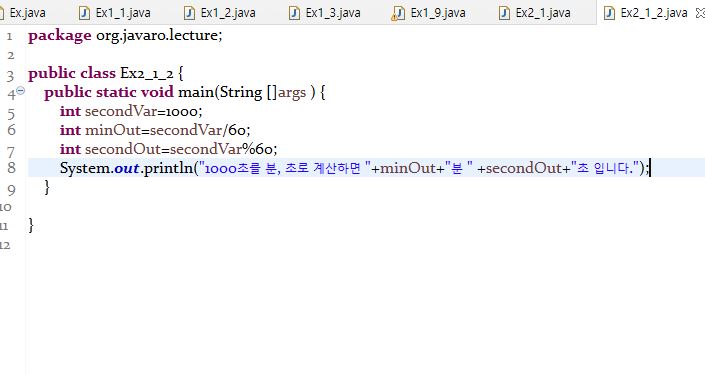 Ex.java Ex1_1.java Ex1_2.java Ex1_3.java Ex1_9.java Ex2_1.java Ex2_1_2.java
1 package org.javaro.lecture;
2
3 public class Ex2_1_2 {
4 public static void main(String []args ) {
5 int secondVar=1000;
6 int minOut=secondVar/60;
7 int secondOut=secondVar%60;
8 System.out.println("1000초를 분, 초로 계산하면 "+minOut+"분 " +secondOut+"초 입니다.");
9 }
10
11 }
12